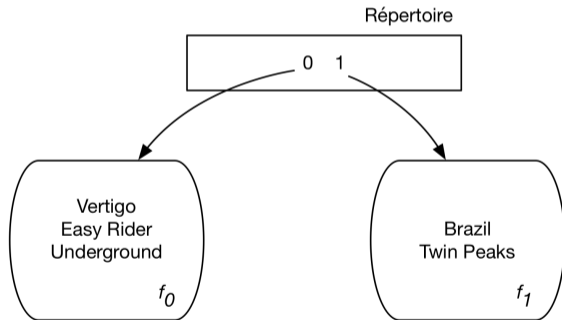 Répertoire
0 1
Vertigo
Easy Rider
Underground
f0
Brazil
Twin Peaks
f1